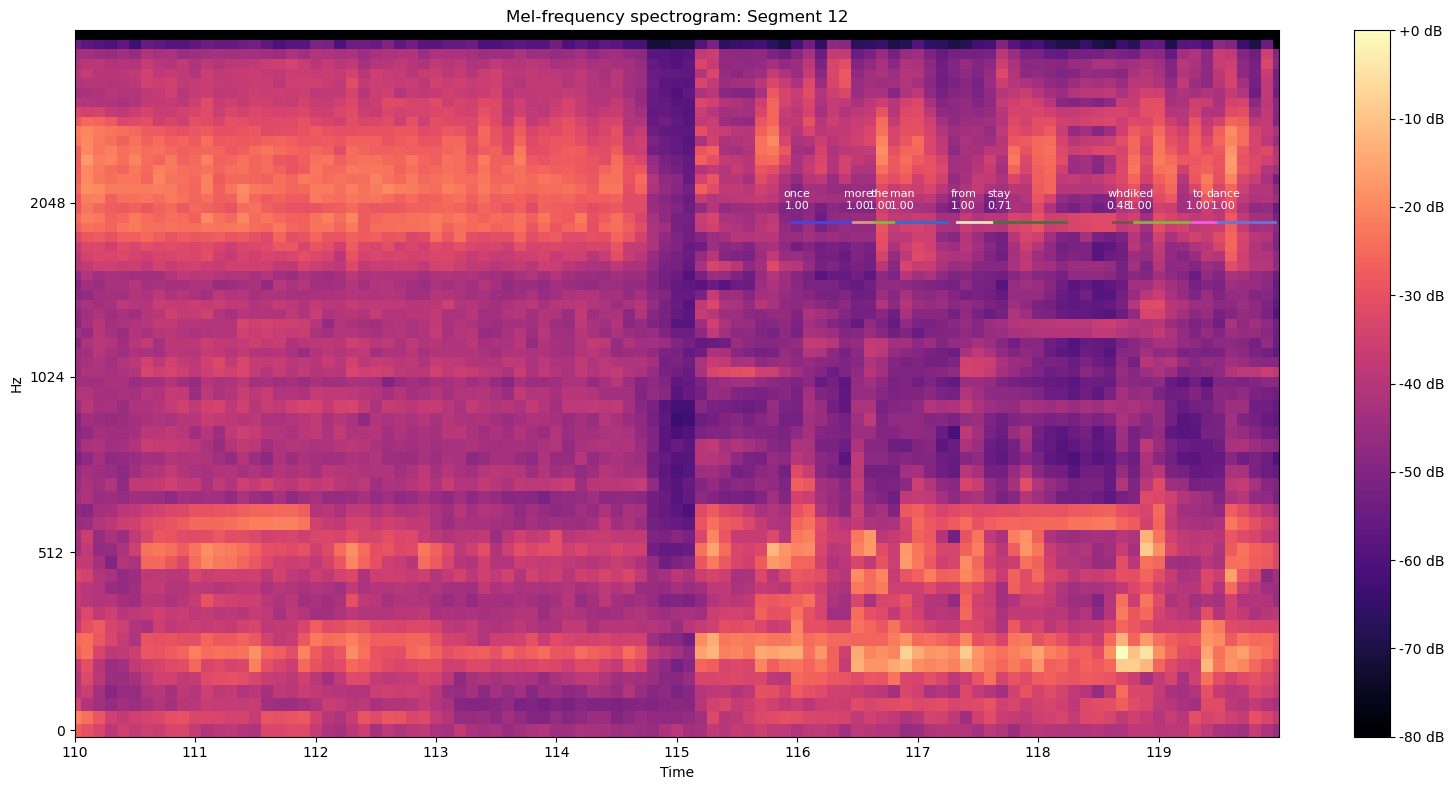 Mel-frequency spectrogram: Segment 12
+0 dB
-10 dB
-20 dB
-30 dB
-40 dB
-50 dB
-60 dB
-70 dB
-80 dB
Hz
2048
1024
512
0
once more the man from stay who liked to dance
1.00 1.00 1.00 1.00 1.00 0.71 0.48 1.00 1.00 1.00
110 111 112 113 114 115 116 117 118 119
Time